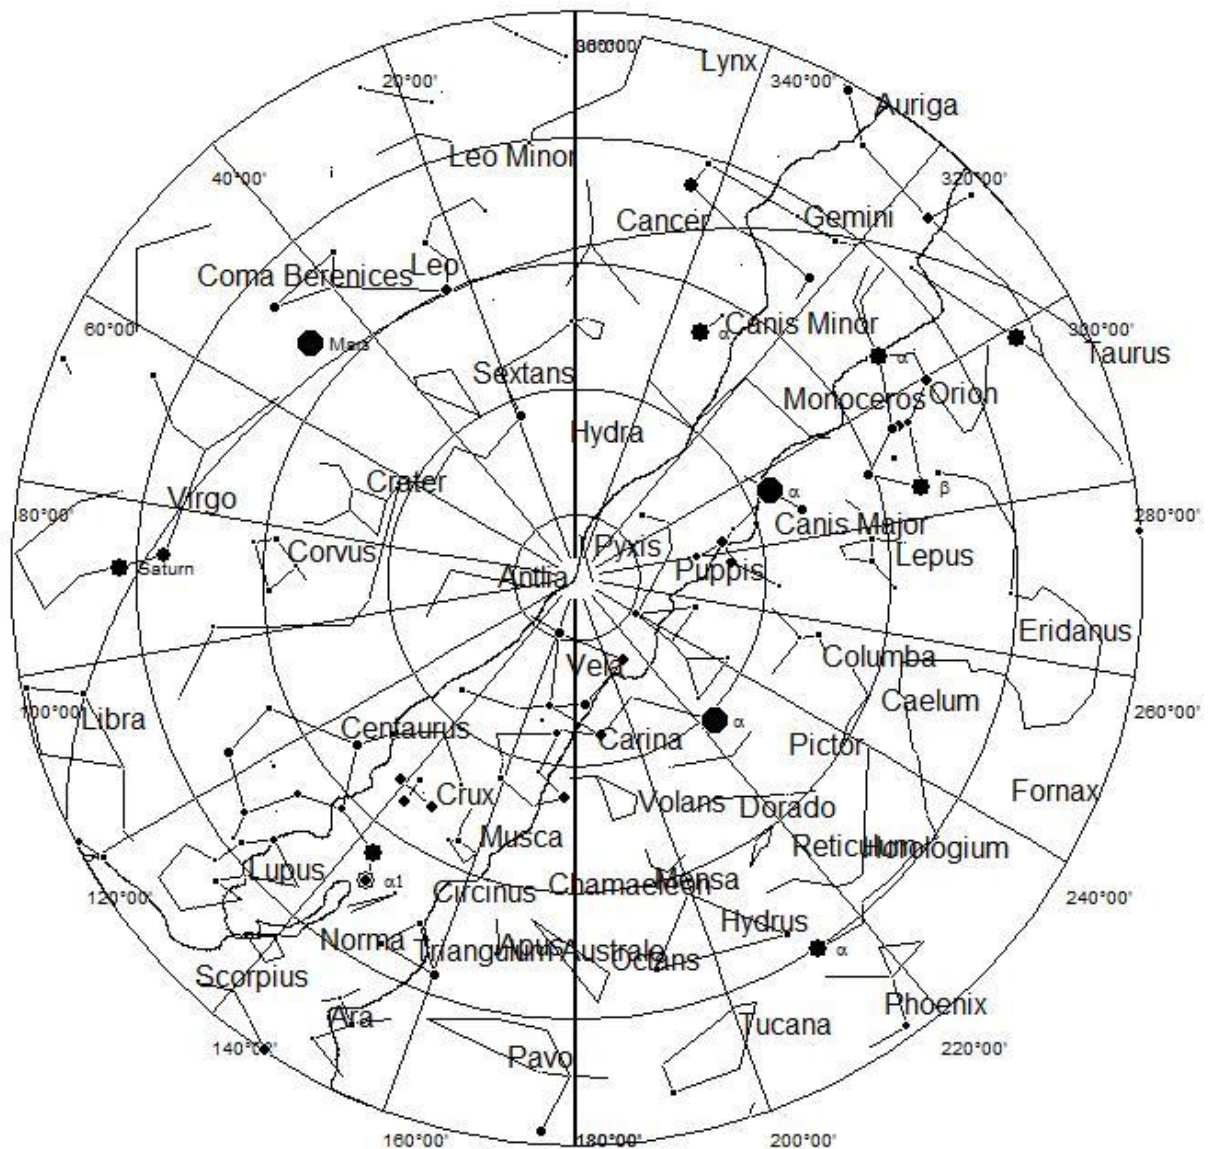 360°00'
Lynx
340°00'
20°00'
Auriga
Leo Minor
40°00'
320°00'
Cancer
Gemini
Leo
Coma Berenices
60°00'
Mars
α
Canis Minor
300°00'
Taurus
α
Sextans
Monoceros
Orion
Hydra
Crater
Virgo
α
β
80°00'
280°00'
Canis Major
Corvus
Pyxis
Lepus
Saturn
Antlia
Puppis
Eridanus
Vela
Columba
Caelum
100°00'
Libra
260°00'
Centaurus
α
Carina
Pictor
Crux
Volans
Dorado
Fornax
Musca
Reticulum
Horologium
Lupus
α1
Circinus
Chamaeleon
Mensa
120°00'
240°00'
Norma
Triangulum Australe
Apus
Octans
Hydrus
α
Scorpius
Phoenix
Ara
Tucana
140°00'
Pavo
220°00'
160°00'
180°00'
200°00'